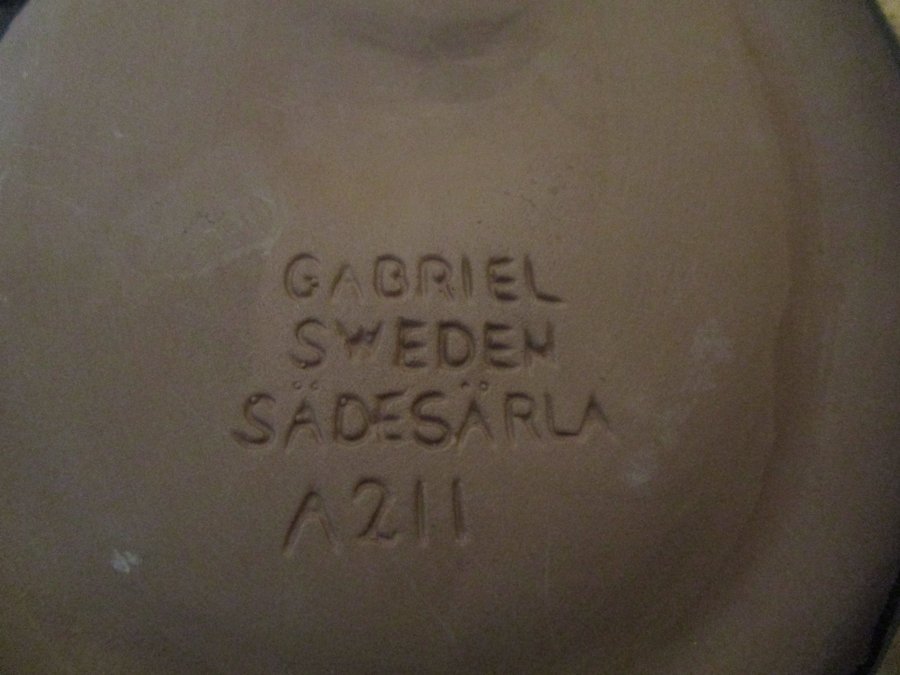 GABRIEL
SWEDEN
SÄDESÄRLA
A211